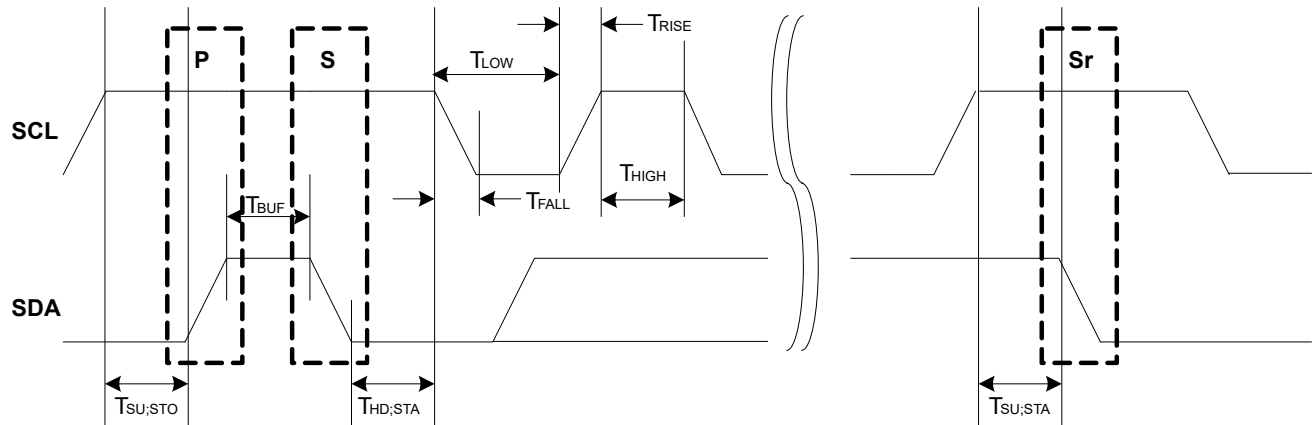 TRISE
P
S
TLOW
Sr
SCL
THIGH
TFALL
TBUF
SDA
TSU;STO
THD;STA
TSU;STA